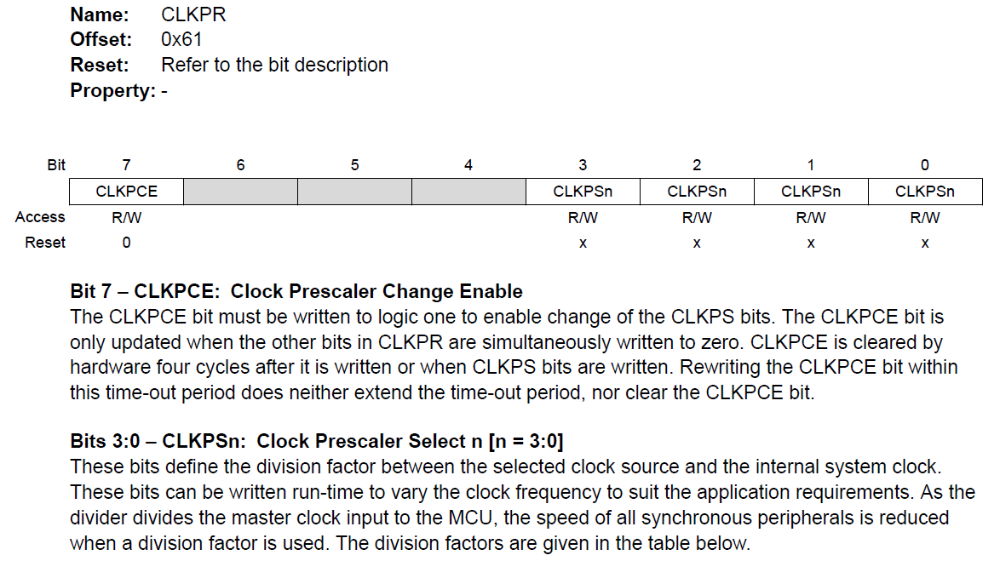 Name: CLKPR
Offset: 0x61
Reset: Refer to the bit description
Property: -
Bit 7 6 5 4 3 2 1 0
CLKPCE CLKPSn CLKPSn CLKPSn CLKPSn
Access R/W R/W R/W R/W R/W
Reset 0 x x x x
Bit 7 – CLKPCE: Clock Prescaler Change Enable
The CLKPCE bit must be written to logic one to enable change of the CLKPS bits. The CLKPCE bit is
only updated when the other bits in CLKPR are simultaneously written to zero. CLKPCE is cleared by
hardware four cycles after it is written or when CLKPS bits are written. Rewriting the CLKPCE bit within
this time-out period does neither extend the time-out period, nor clear the CLKPCE bit.
Bits 3:0 – CLKPSn: Clock Prescaler Select n [n = 3:0]
These bits define the division factor between the selected clock source and the internal system clock.
These bits can be written run-time to vary the clock frequency to suit the application requirements. As the
divider divides the master clock input to the MCU, the speed of all synchronous peripherals is reduced
when a division factor is used. The division factors are given in the table below.